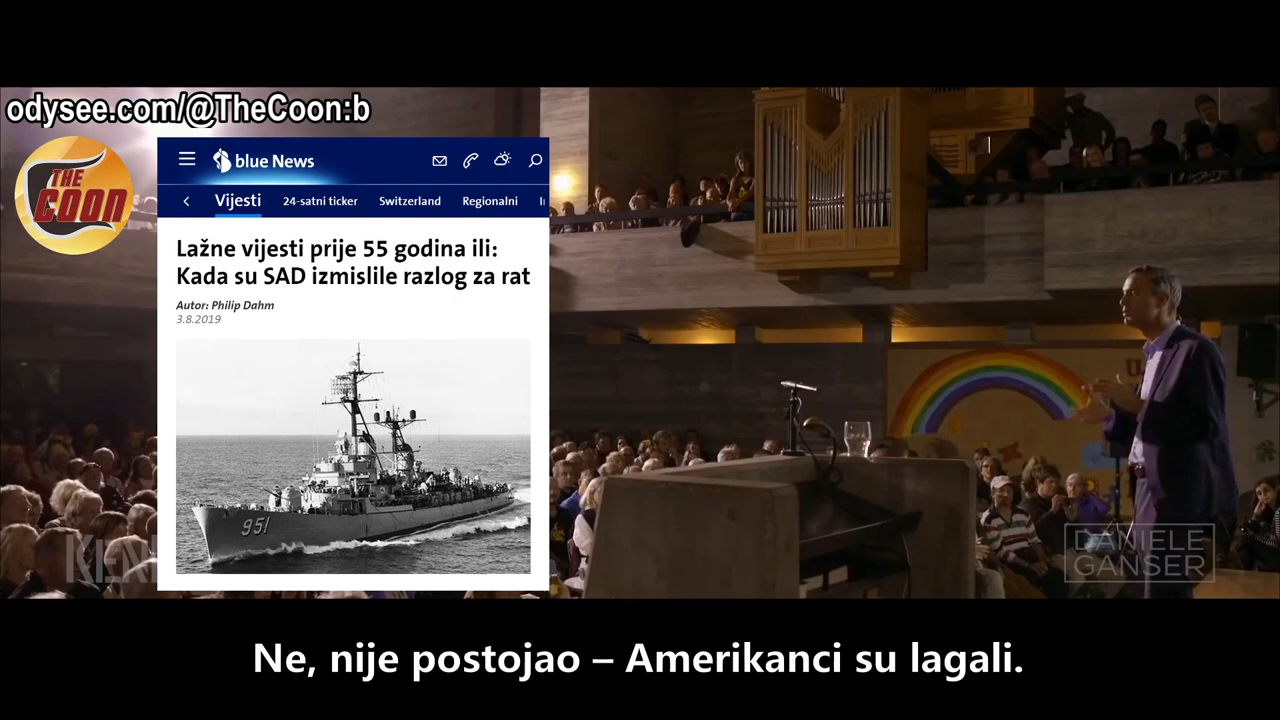 odysee.com/@TheCoon:b
THE
COON
blue News
Vijesti 24-satni ticker Switzerland Regionalni
Lažne vijesti prije 55 godina ili:
Kada su SAD izmislile razlog za rat
Autor: Philip Dahm
3.8.2019
951
DANIELE
GANSER
Ne, nije postojao – Amerikanci su lagali.